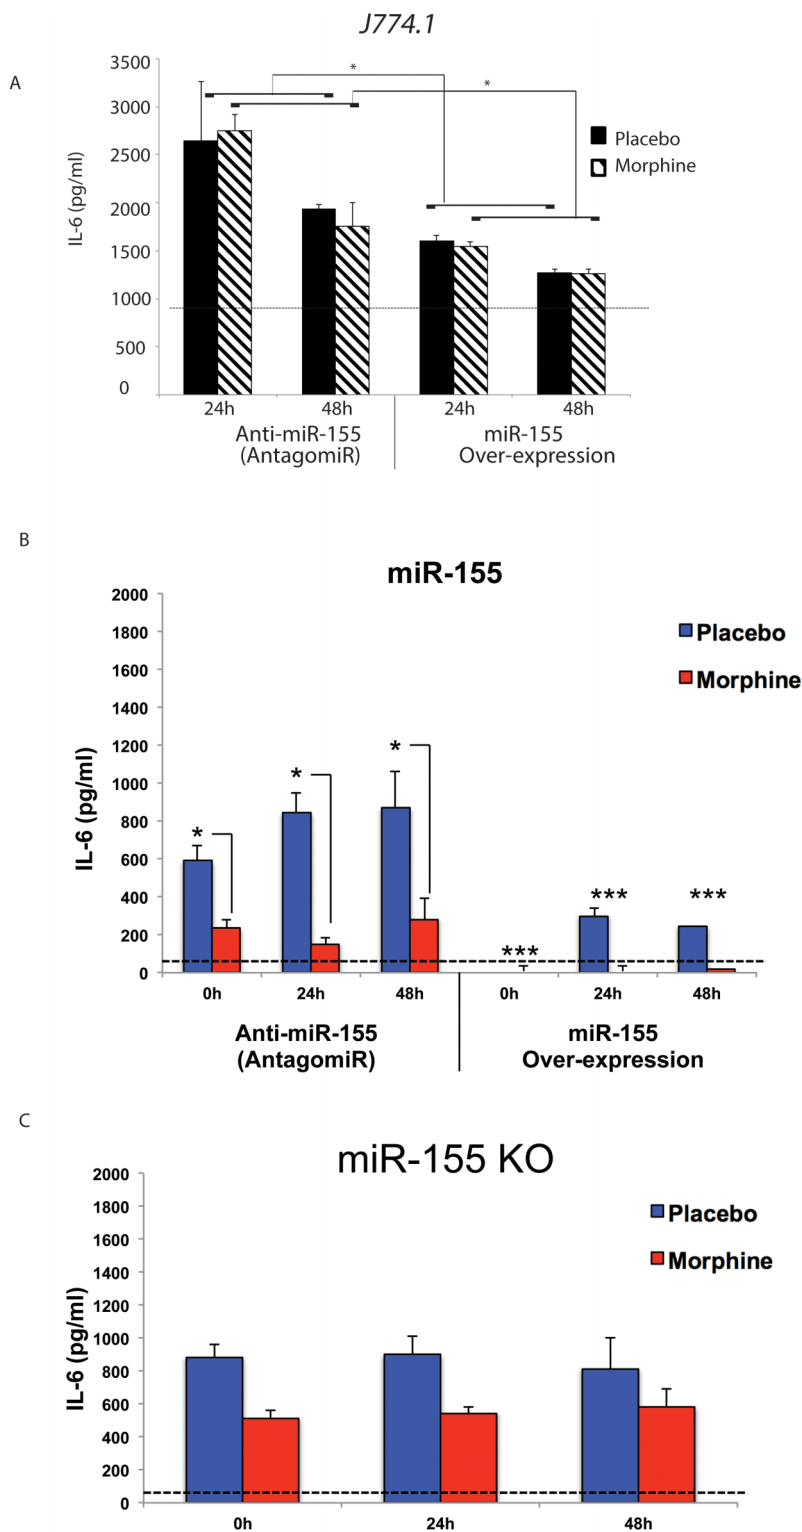 J774.1
A
3500
3000
2500
2000
1500
1000
500
0
IL-6 (pg/ml)
*
*
Placebo
Morphine
24h 48h 24h 48h
Anti-miR-155 miR-155
(AntagomiR) Over-expression
B
miR-155
2000
1800
1600
1400
1200
1000
800
600
400
200
0
IL-6 (pg/ml)
Placebo
Morphine
* * * *** *** ***
0h 24h 48h 0h 24h 48h
Anti-miR-155 miR-155
(AntagomiR) Over-expression
C
miR-155 KO
2000
1800
1600
1400
1200
1000
800
600
400
200
0
IL-6 (pg/ml)
Placebo
Morphine
0h 24h 48h